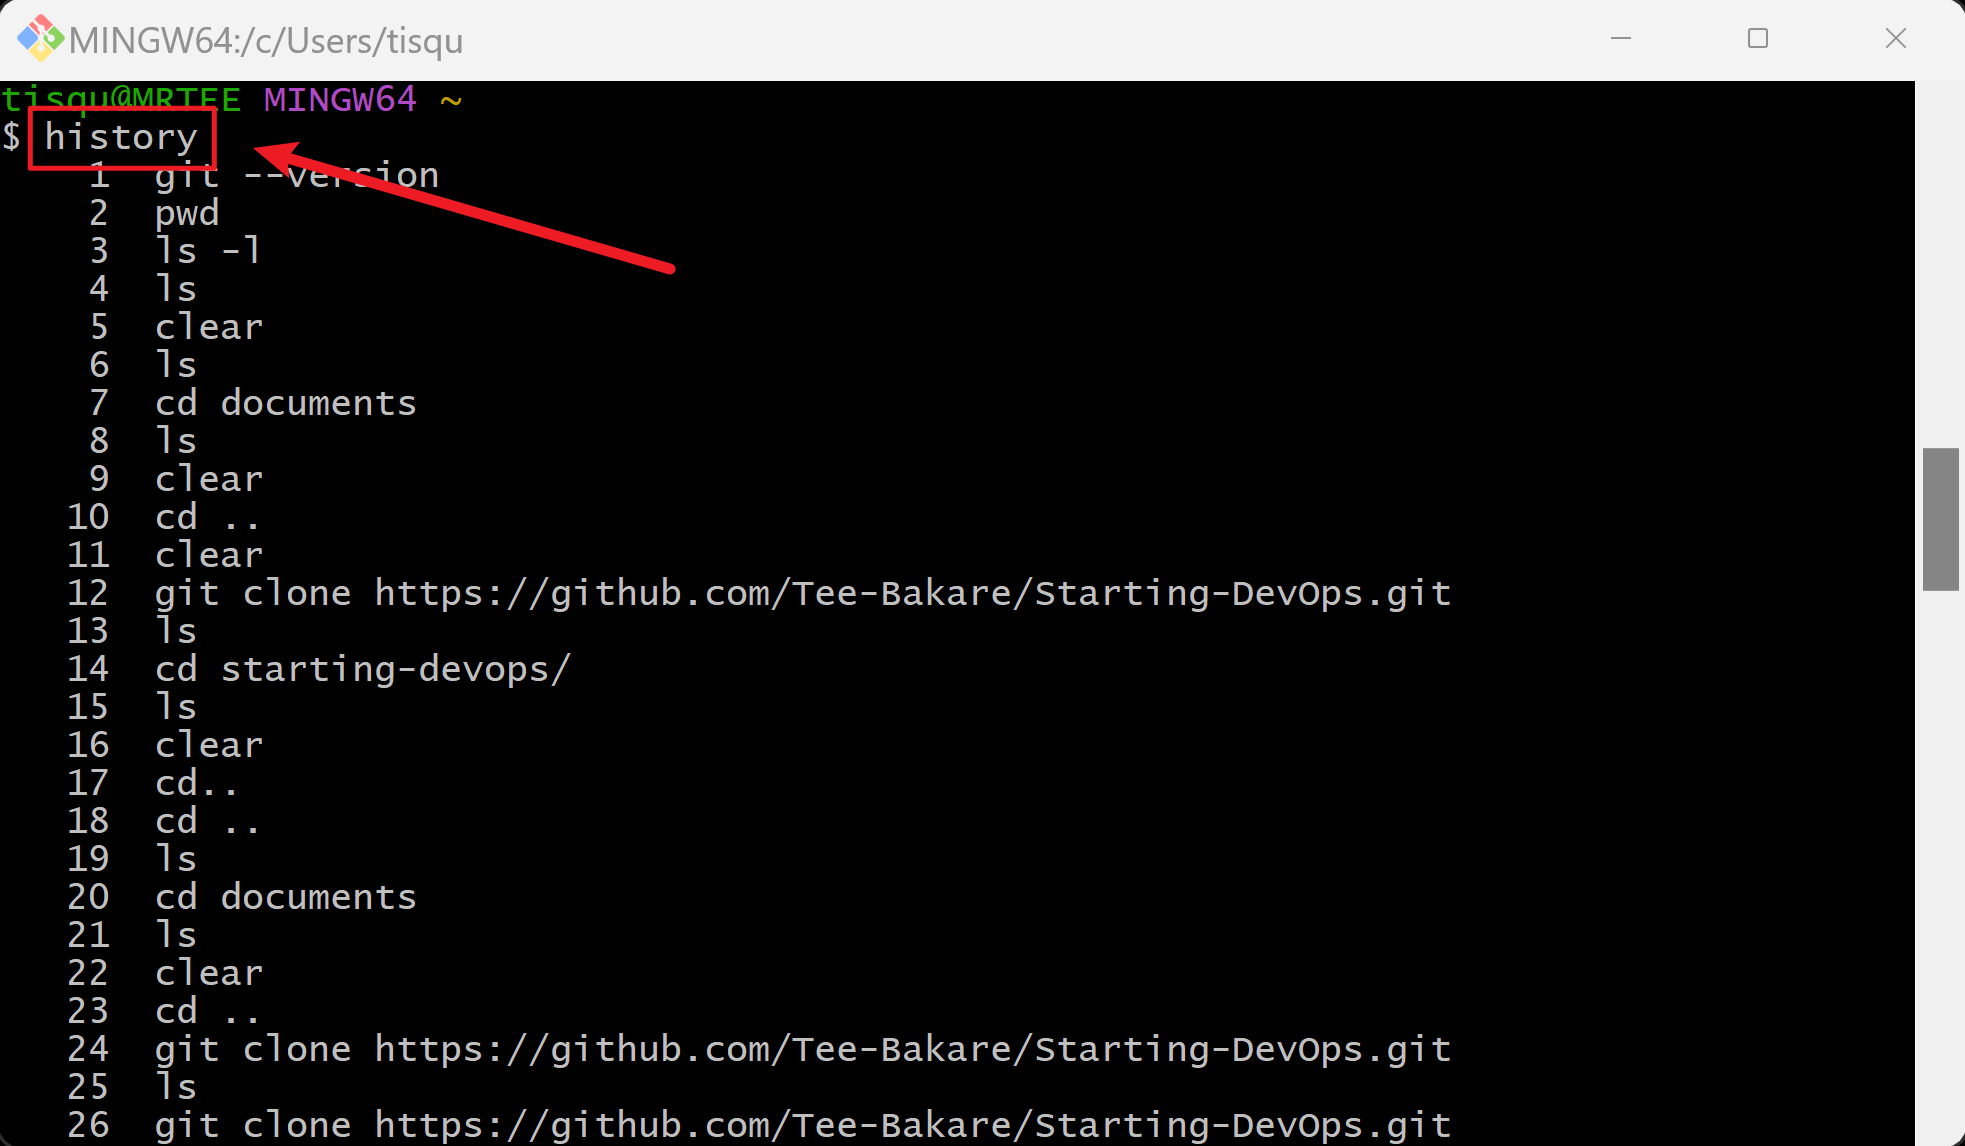 MINGW64:/c/Users/tisqu
tisqu@MRTEE MINGW64 ~
$ history
1 git --version
2 pwd
3 ls -l
4 ls
5 clear
6 ls
7 cd documents
8 ls
9 clear
10 cd ..
11 clear
12 git clone https://github.com/Tee-Bakare/Starting-DevOps.git
13 ls
14 cd starting-devops/
15 ls
16 clear
17 cd..
18 cd ..
19 ls
20 cd documents
21 ls
22 clear
23 cd ..
24 git clone https://github.com/Tee-Bakare/Starting-DevOps.git
25 ls
26 git clone https://github.com/Tee-Bakare/Starting-DevOps.git